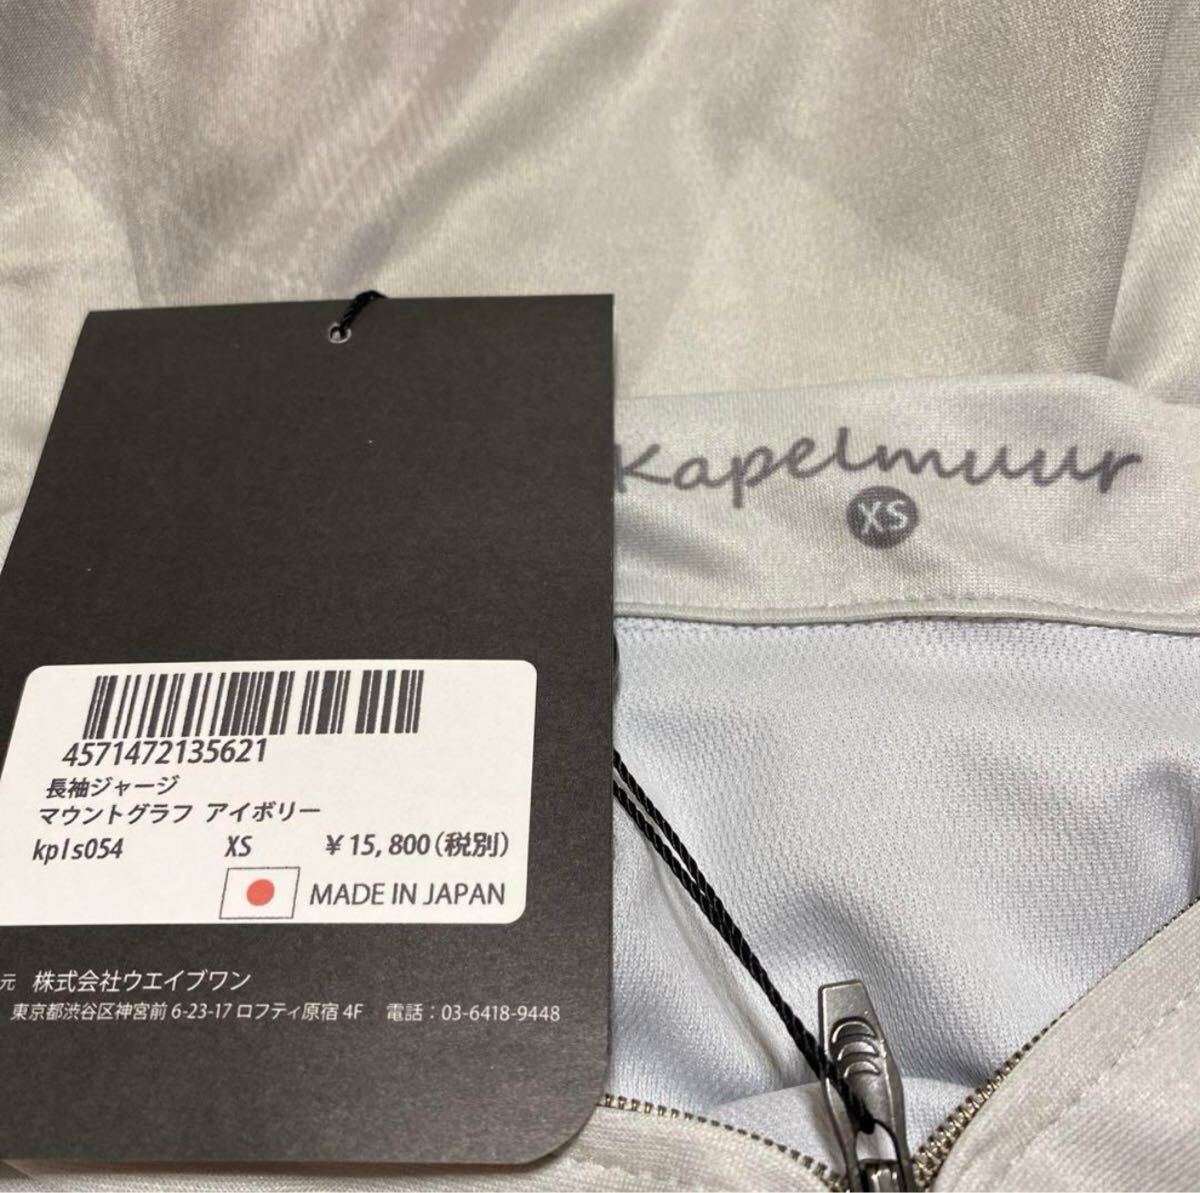 Kapelmuur
XS
4571472135621
長袖ジャージ
マウントグラフ アイボリー
kpls054 XS ¥15,800(税別)
MADE IN JAPAN
元 株式会社ウエイブワン
東京都渋谷区神宮前 6-23-17 ロフティ原宿 4F 電話：03-6418-9448